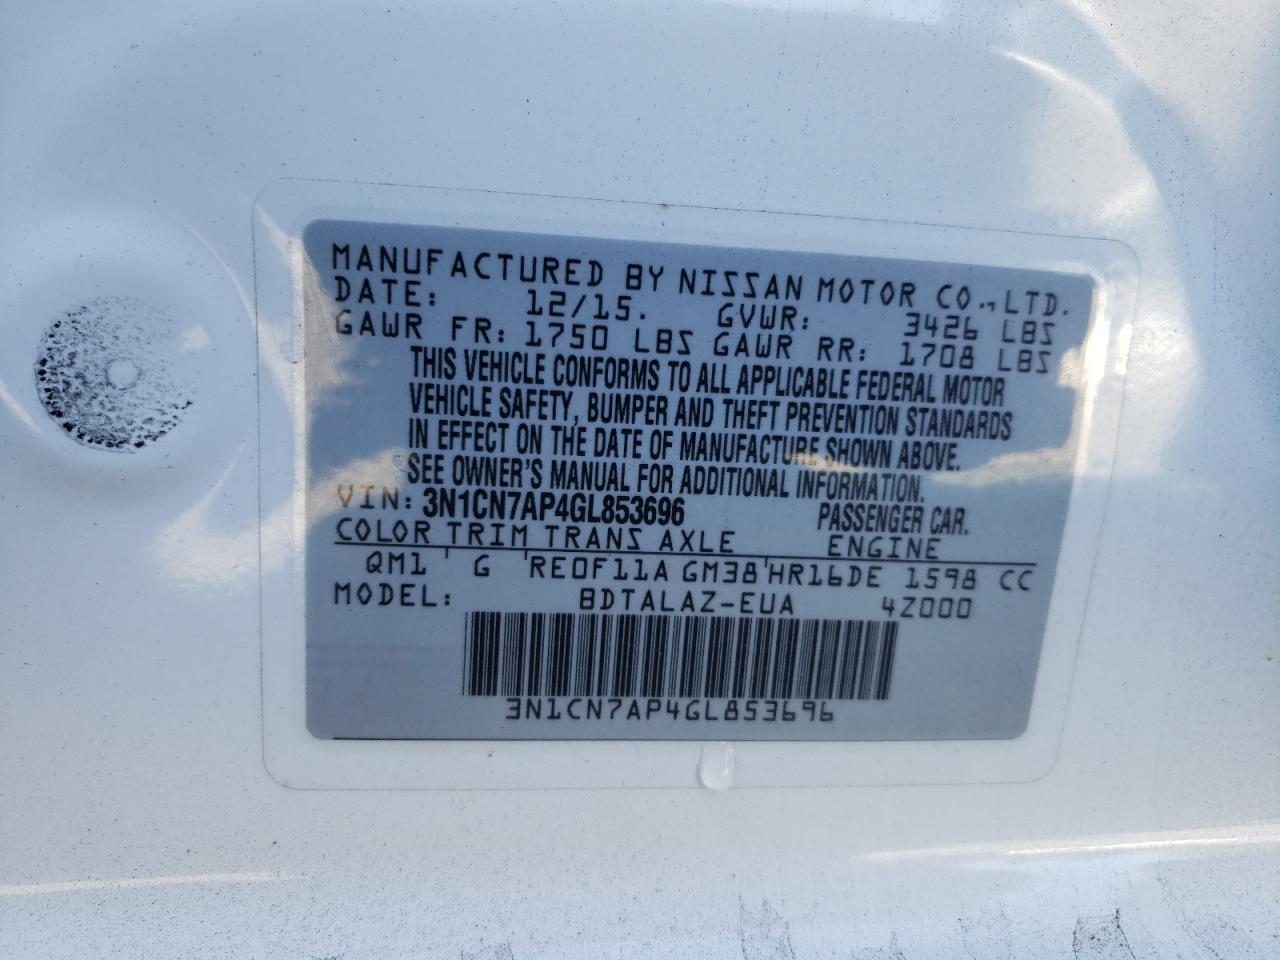 MANUFACTURED BY NISSAN MOTOR CO., LTD.
DATE: 12/15. GVWR: 3426 LBS
GAWR FR: 1750 LBS GAWR RR: 1708 LBS
THIS VEHICLE CONFORMS TO ALL APPLICABLE FEDERAL MOTOR
VEHICLE SAFETY, BUMPER AND THEFT PREVENTION STANDARDS
IN EFFECT ON THE DATE OF MANUFACTURE SHOWN ABOVE.
SEE OWNER'S MANUAL FOR ADDITIONAL INFORMATION.
VIN: 3N1CN7AP4GL853696 PASSENGER CAR.
COLOR TRIM TRANS AXLE ENGINE
QM1 G RE0F11A GM38 HR16DE 1598 CC
MODEL: BDTALAZ-EUA 4Z000
3N1CN7AP4GL853696